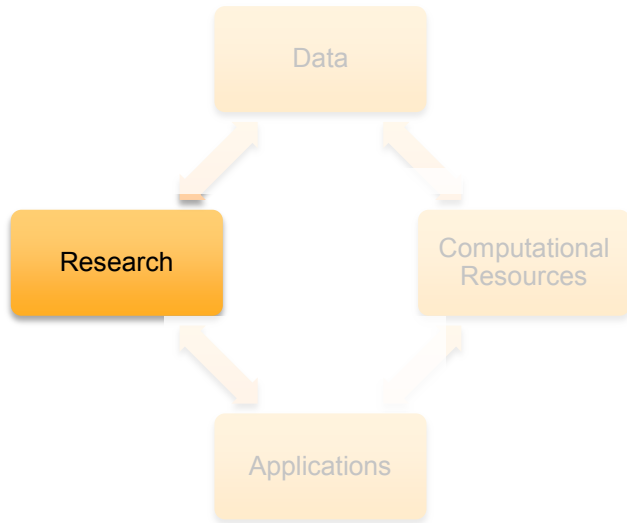 Data
Research
Computational
Resources
Applications